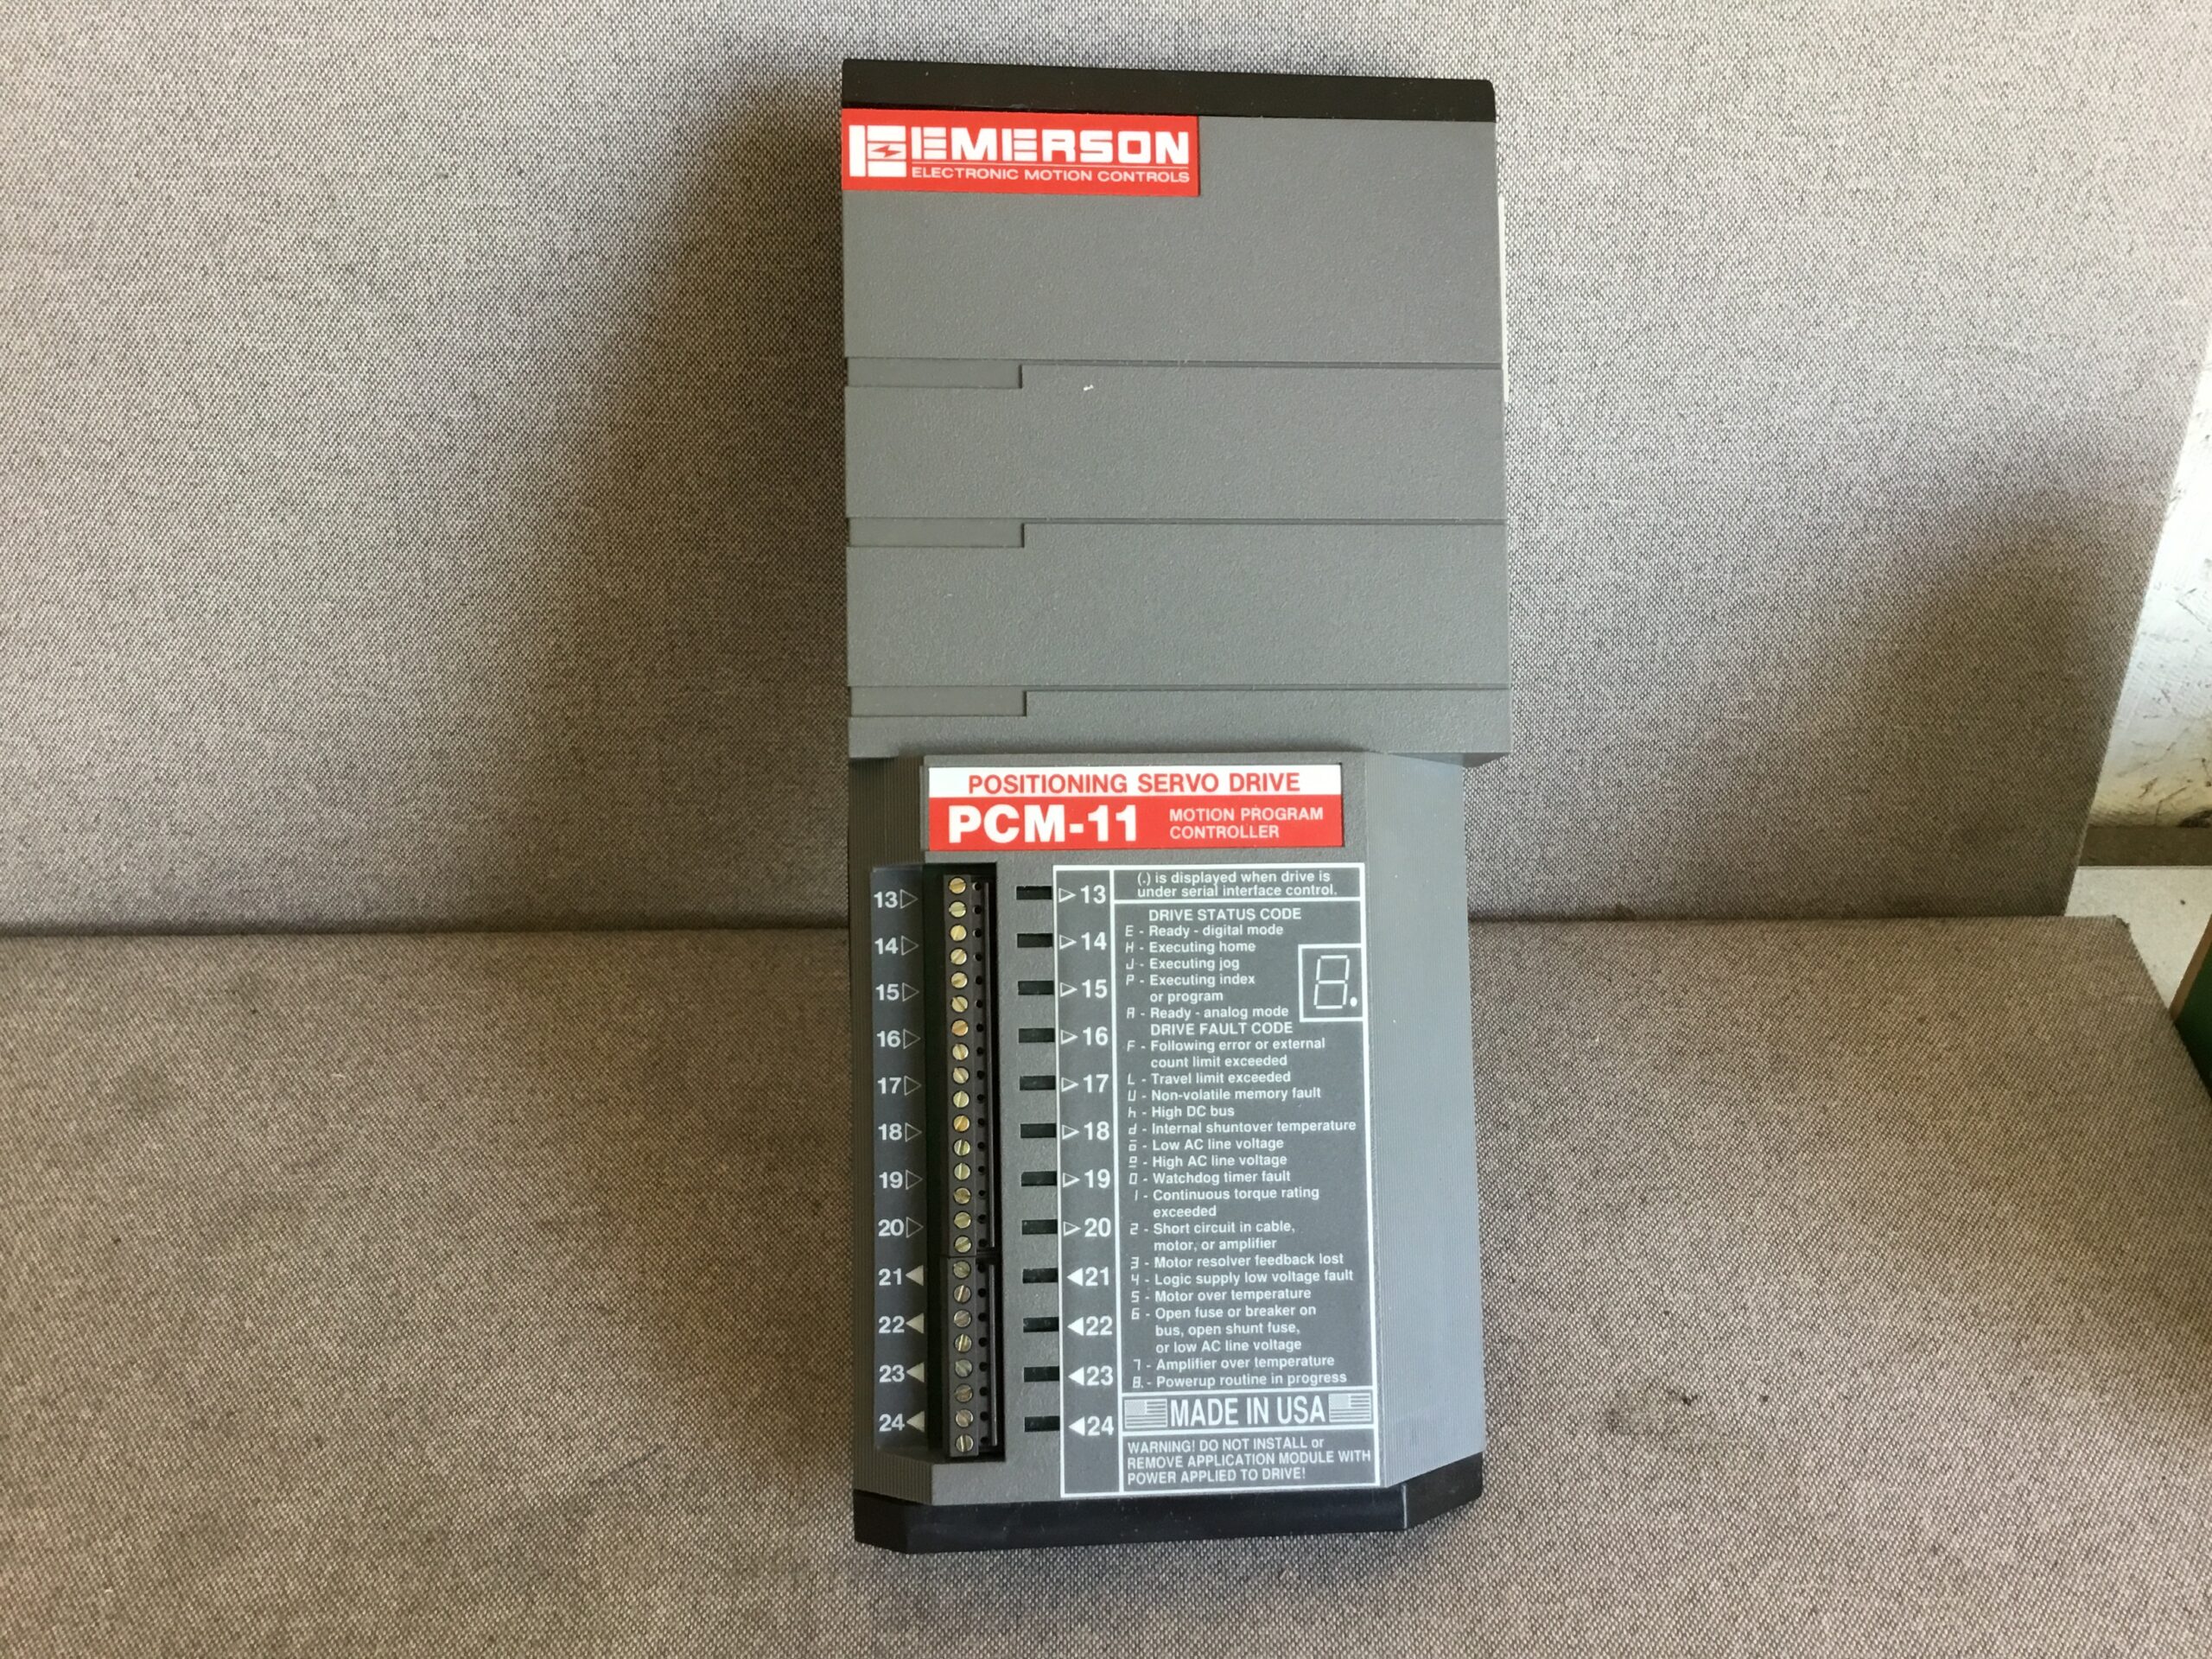 EMERSON
ELECTRONIC MOTION CONTROLS
POSITIONING SERVO DRIVE
PCM-11
MOTION PROGRAM
CONTROLLER
13
14
15
16
17
18
19
20
21
22
23
24
13
14
15
16
17
18
19
20
21
22
23
24
(.) is displayed when drive is
under serial interface control.
DRIVE STATUS CODE
E - Ready - digital mode
H - Executing home
J - Executing jog
P - Executing index
or program
A - Ready - analog mode
8.
DRIVE FAULT CODE
F - Following error or external
count limit exceeded
L - Travel limit exceeded
U - Non-volatile memory fault
h - High DC bus
d - Internal shuntover temperature
Low AC line voltage
High AC line voltage
0 - Watchdog timer fault
1 - Continuous torque rating
exceeded
2 - Short circuit in cable,
motor, or amplifier
3 - Motor resolver feedback lost
4 - Logic supply low voltage fault
5 - Motor over temperature
6 - Open fuse or breaker on
bus, open shunt fuse,
or low AC line voltage
7 - Amplifier over temperature
8. - Powerup routine in progress
MADE IN USA
WARNING! DO NOT INSTALL or
REMOVE APPLICATION MODULE WITH
POWER APPLIED TO DRIVE!